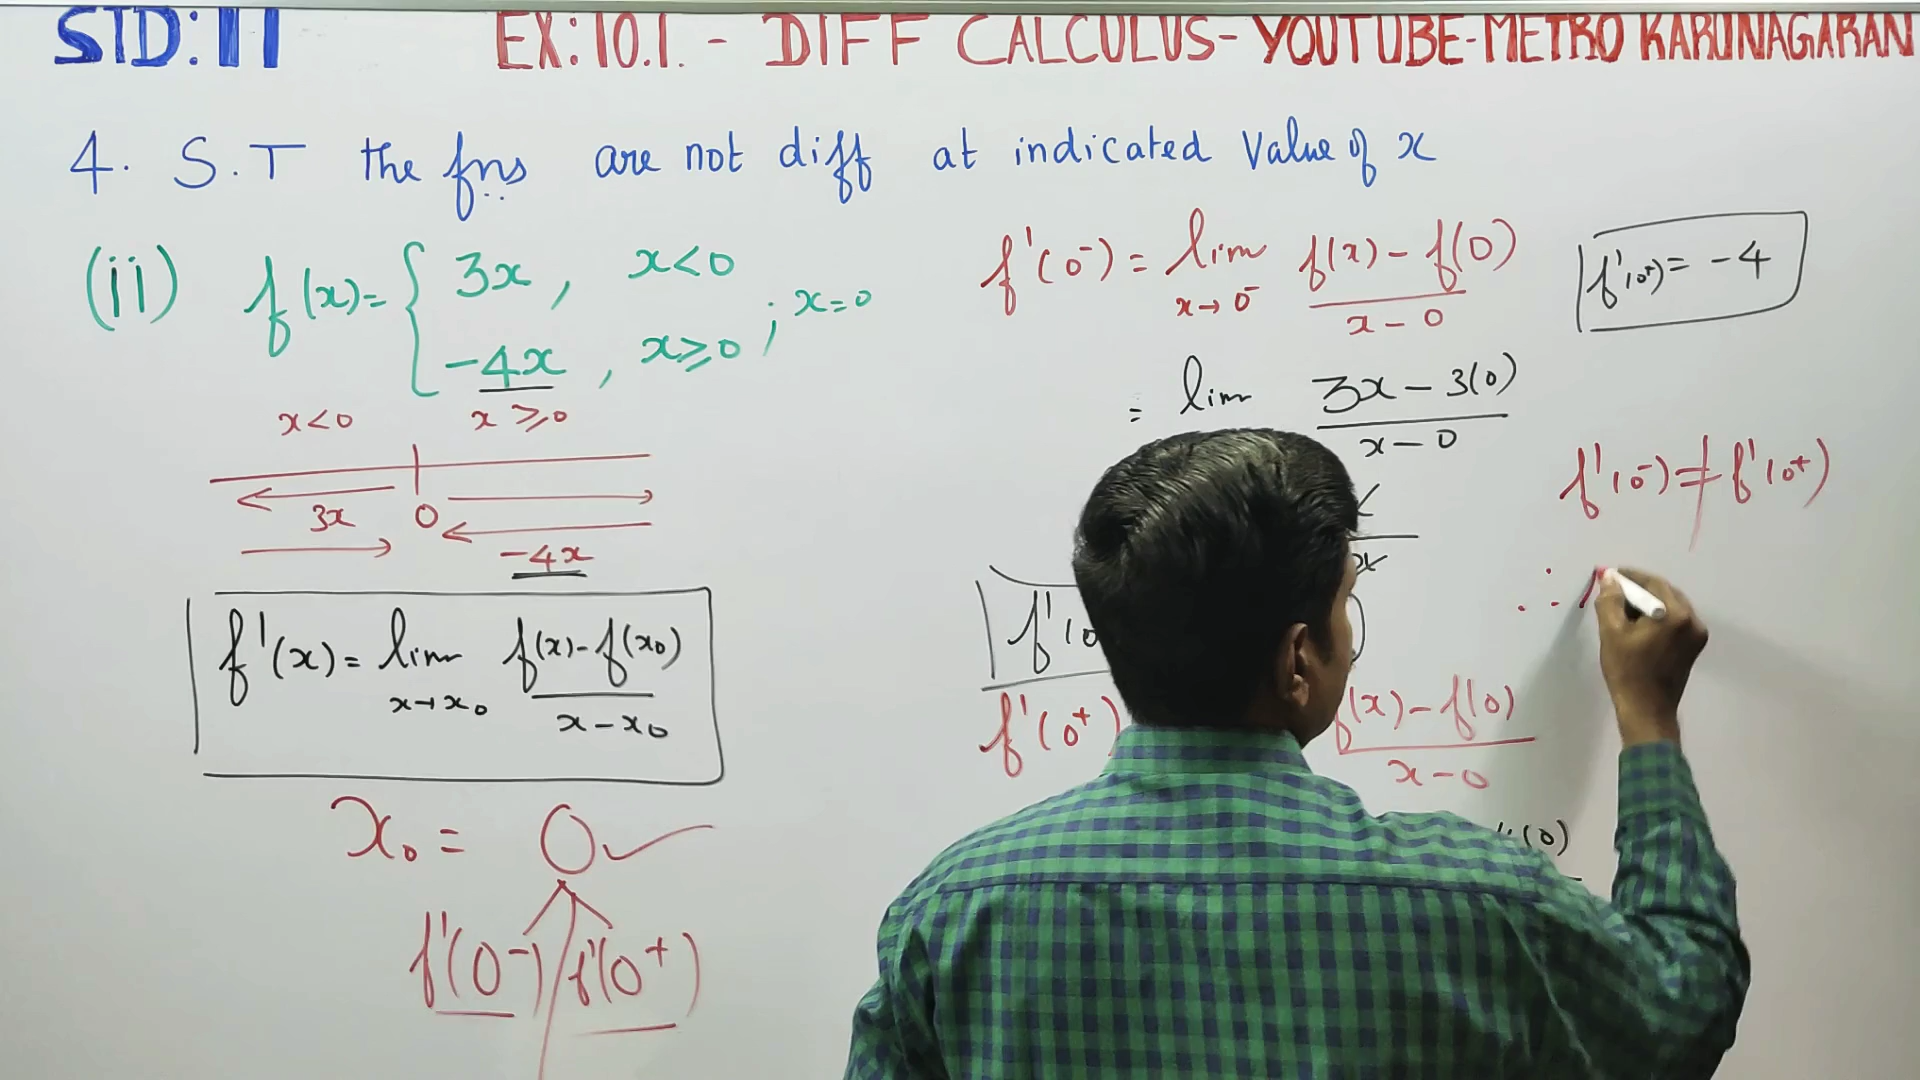 STD: 11 EX: 10.1. - DIFF CALCULUS - YOUTUBE - METRO KARUNAGARAN
4. S.T the fns are not diff at indicated Value of x
(ii) f(x) = { 3x, x<0
-4x, x≥0 ; x=0
x<0 x≥0
3x 0
-4x
f'(x) = lim f(x)-f(x₀)
x→x₀ x-x₀
x₀ = 0 ✓
f'(0⁻) f'(0⁺)
f'(0⁻) = lim f(x) - f(0)
x→0⁻ x-0
= lim 3x - 3(0)
x-0
x
f'(0
f'(0⁺) f(x) - f(0)
x-0
(0)
f'(0⁺) = -4
f'(0⁻) ≠ f'(0⁺)
∴